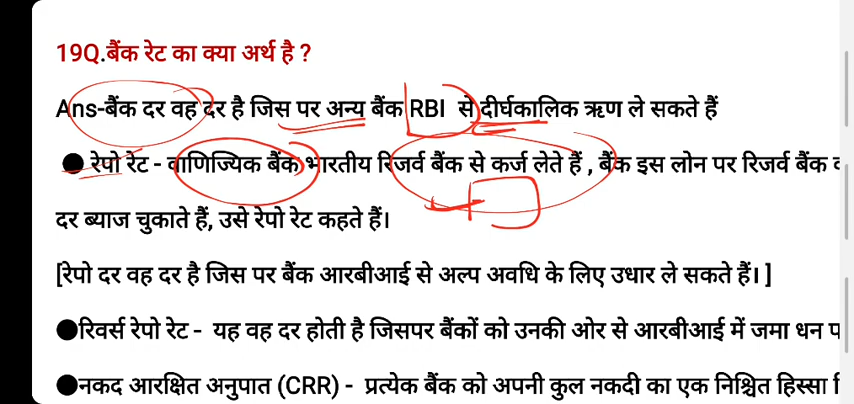 19Q.बैंक रेट का क्या अर्थ है ?
Ans-बैंक दर वह दर है जिस पर अन्य बैंक RBI से दीर्घकालिक ऋण ले सकते हैं
● रेपो रेट - वाणिज्यिक बैंक भारतीय रिजर्व बैंक से कर्ज लेते हैं , बैंक इस लोन पर रिजर्व बैंक
दर ब्याज चुकाते हैं, उसे रेपो रेट कहते हैं।
[रेपो दर वह दर है जिस पर बैंक आरबीआई से अल्प अवधि के लिए उधार ले सकते हैं। ]
●रिवर्स रेपो रेट - यह वह दर होती है जिसपर बैंकों को उनकी ओर से आरबीआई में जमा धन
●नकद आरक्षित अनुपात (CRR) - प्रत्येक बैंक को अपनी कुल नकदी का एक निश्चित हिस्सा